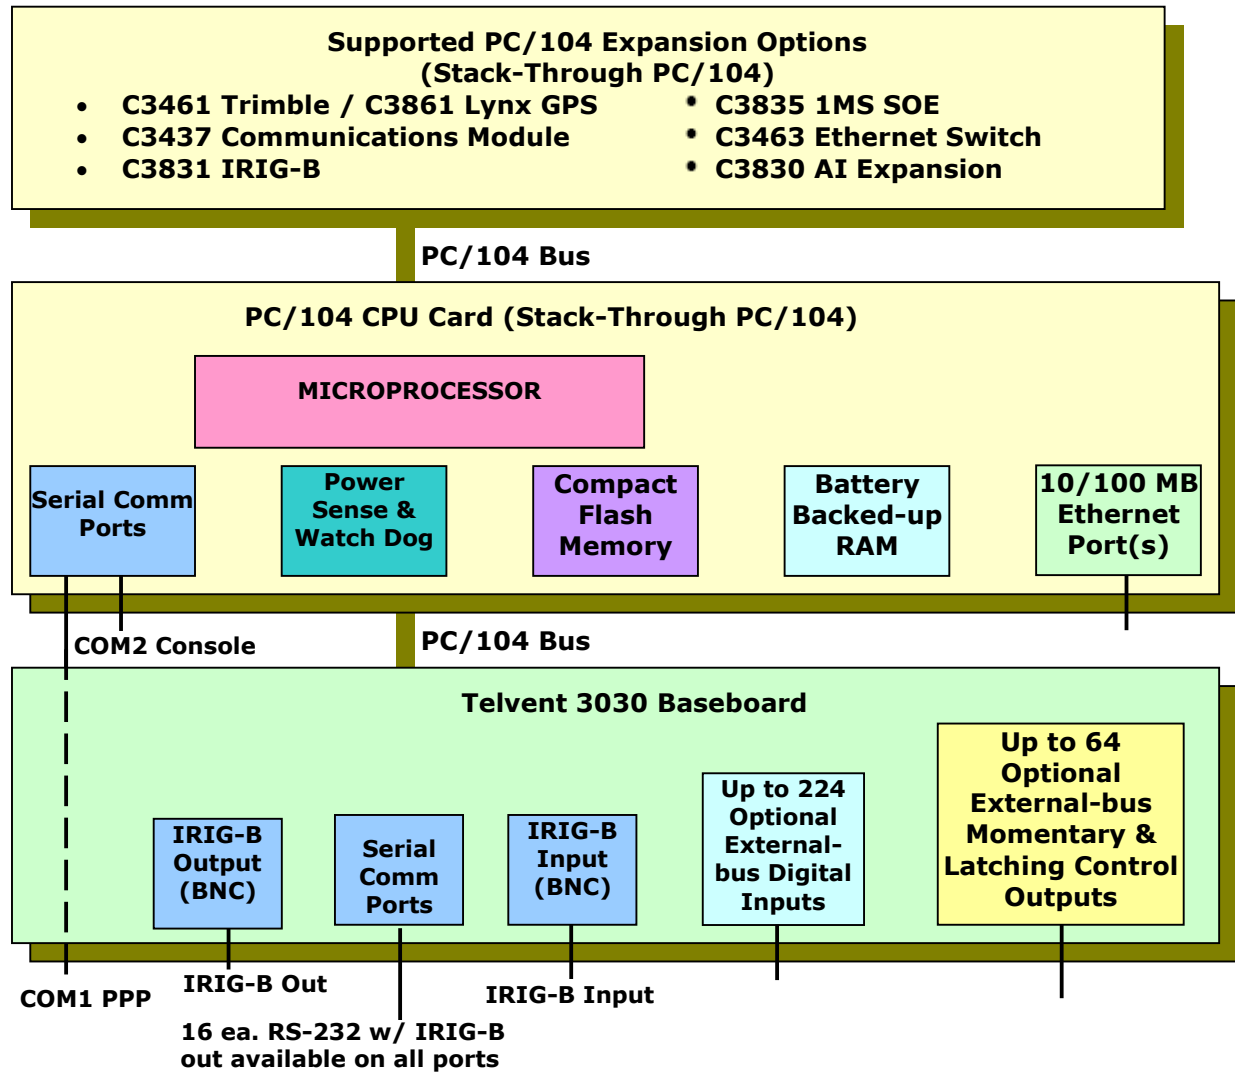 Supported PC/104 Expansion Options
(Stack-Through PC/104)
• C3461 Trimble / C3861 Lynx GPS
• C3437 Communications Module
• C3831 IRIG-B
• C3835 1MS SOE
• C3463 Ethernet Switch
• C3830 AI Expansion
PC/104 Bus
PC/104 CPU Card (Stack-Through PC/104)
MICROPROCESSOR
Serial Comm
Ports
Power
Sense &
Watch Dog
Compact
Flash
Memory
Battery
Backed-up
RAM
10/100 MB
Ethernet
Port(s)
COM2 Console
PC/104 Bus
Telvent 3030 Baseboard
IRIG-B
Output
(BNC)
Serial
Comm
Ports
IRIG-B
Input
(BNC)
Up to 224
Optional
External-
bus Digital
Inputs
Up to 64
Optional
External-bus
Momentary &
Latching Control
Outputs
COM1 PPP
IRIG-B Out
IRIG-B Input
16 ea. RS-232 w/ IRIG-B
out available on all ports